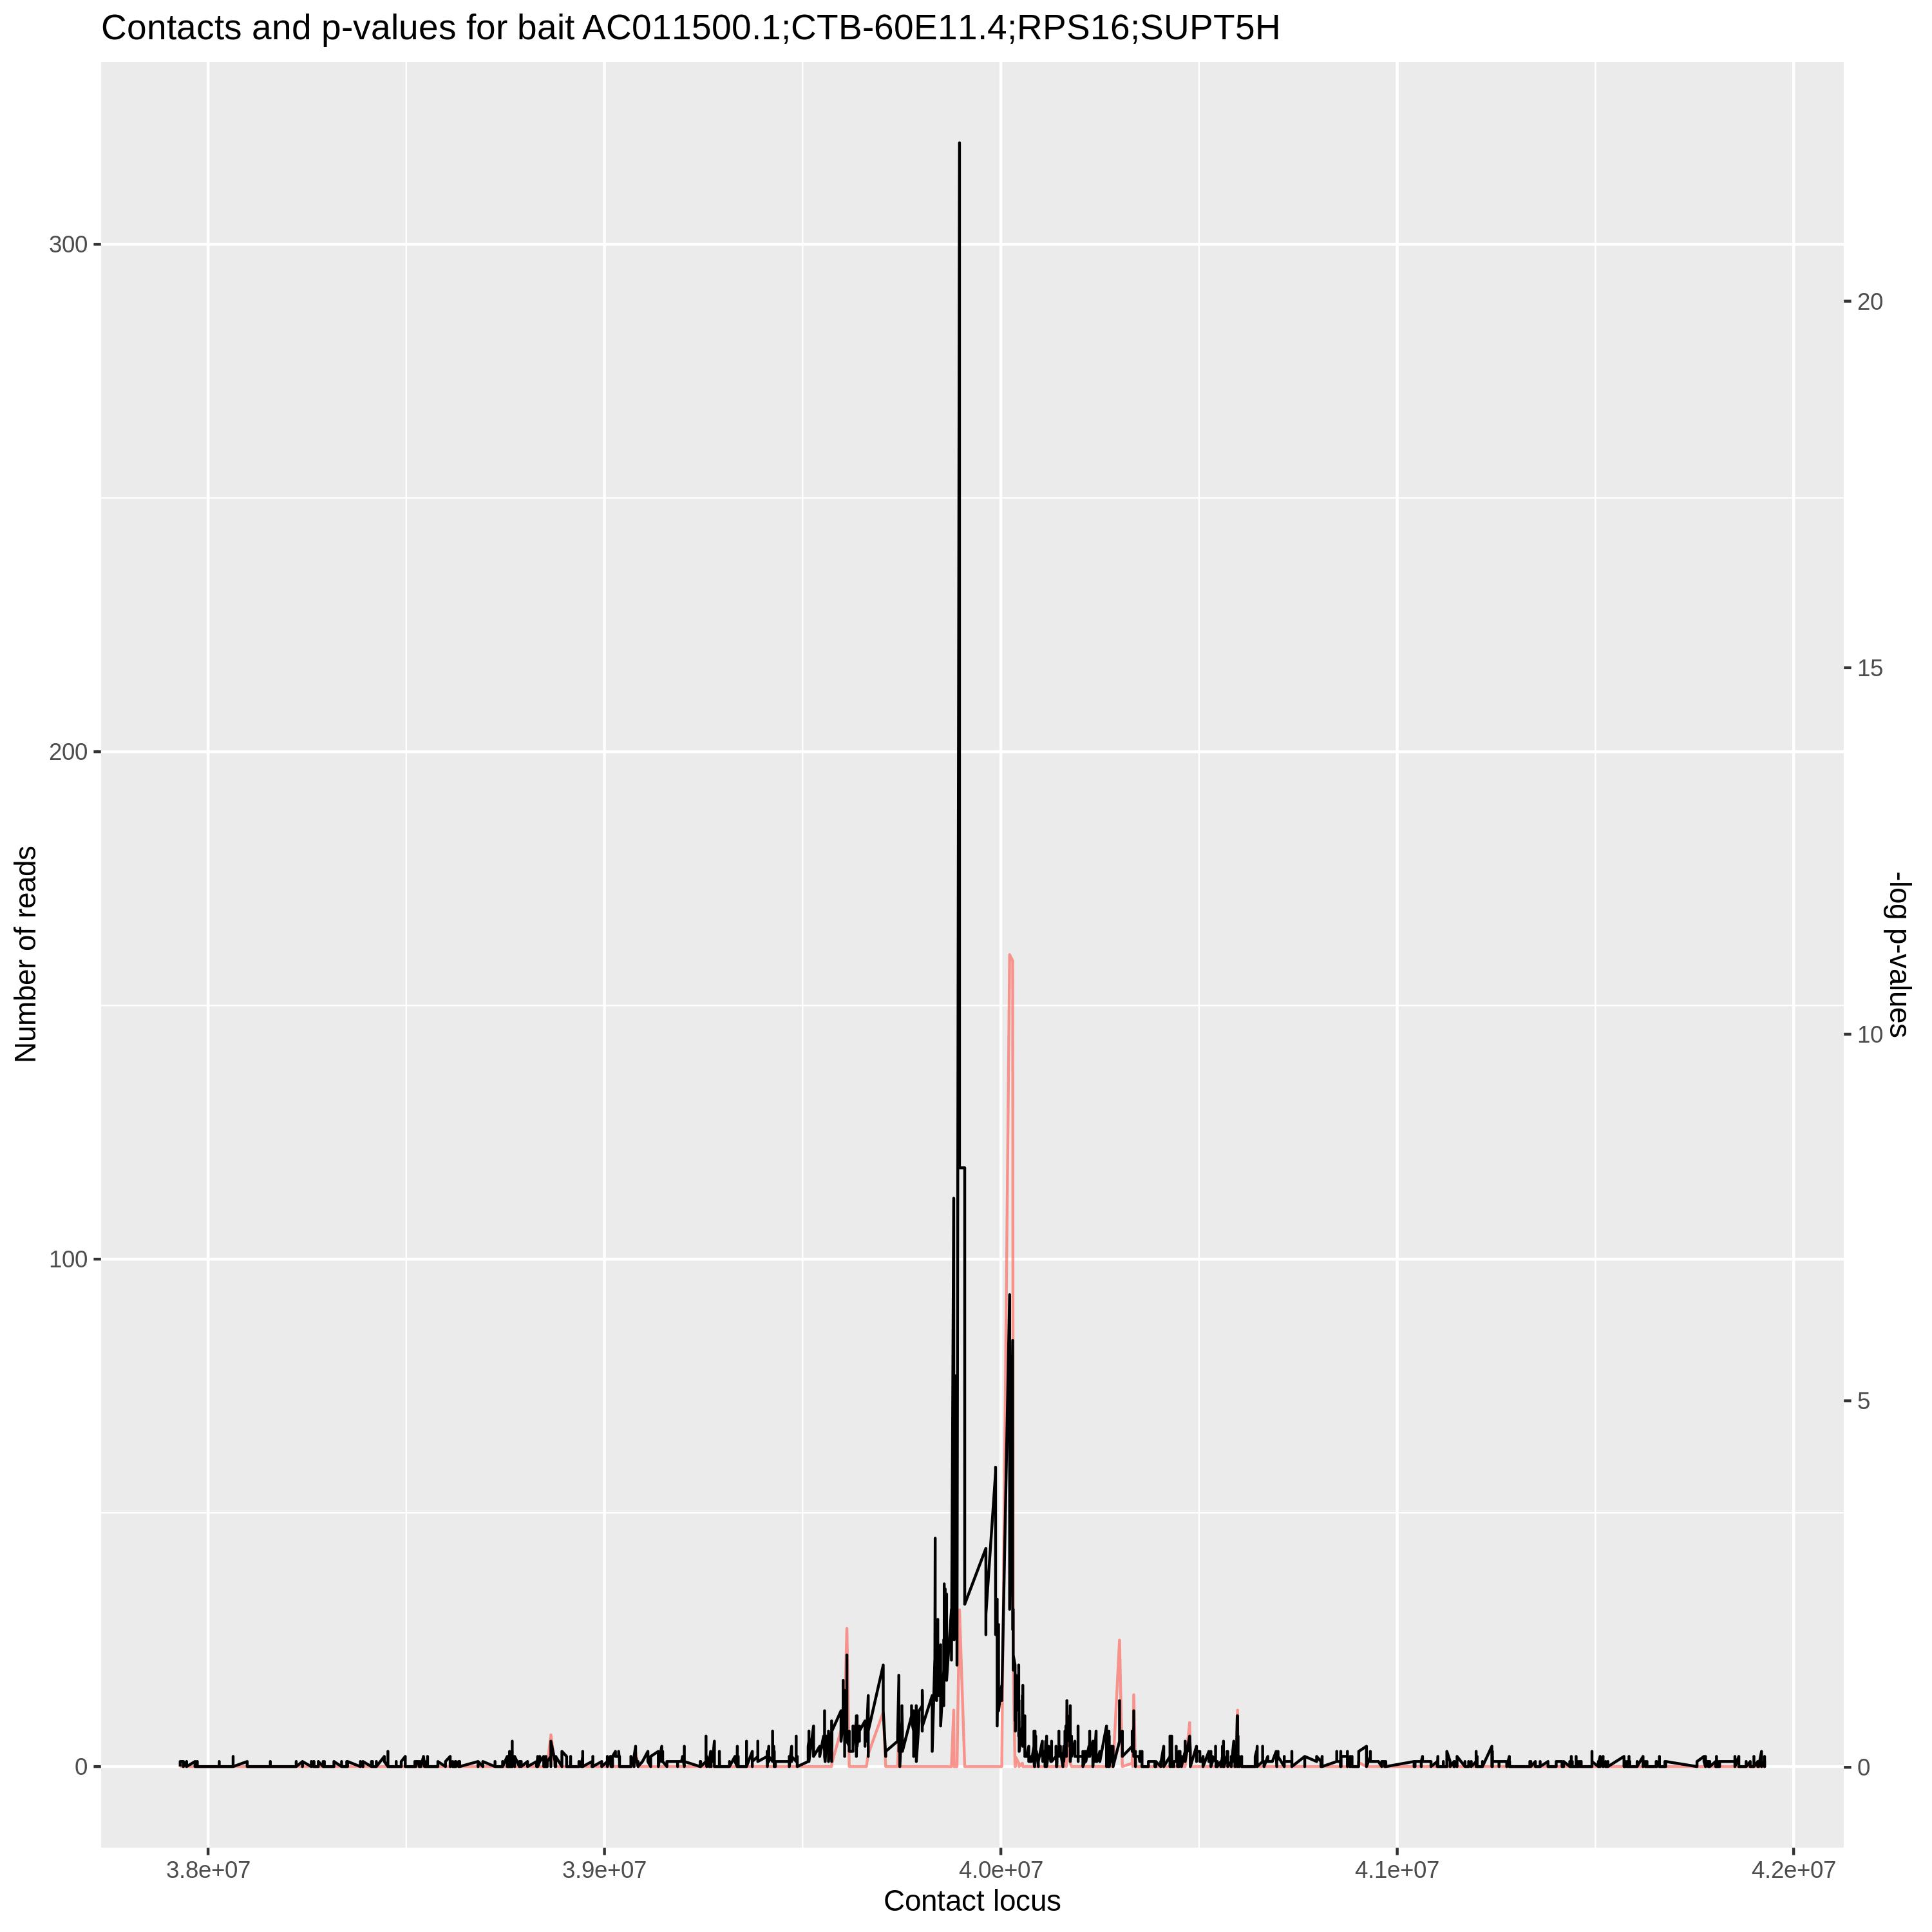 Contacts and p-values for bait AC011500.1;CTB-60E11.4;RPS16;SUPT5H
300
200
100
0
Number of reads
20
15
10
5
0
-log p-values
3.8e+07
3.9e+07
4.0e+07
4.1e+07
4.2e+07
Contact locus